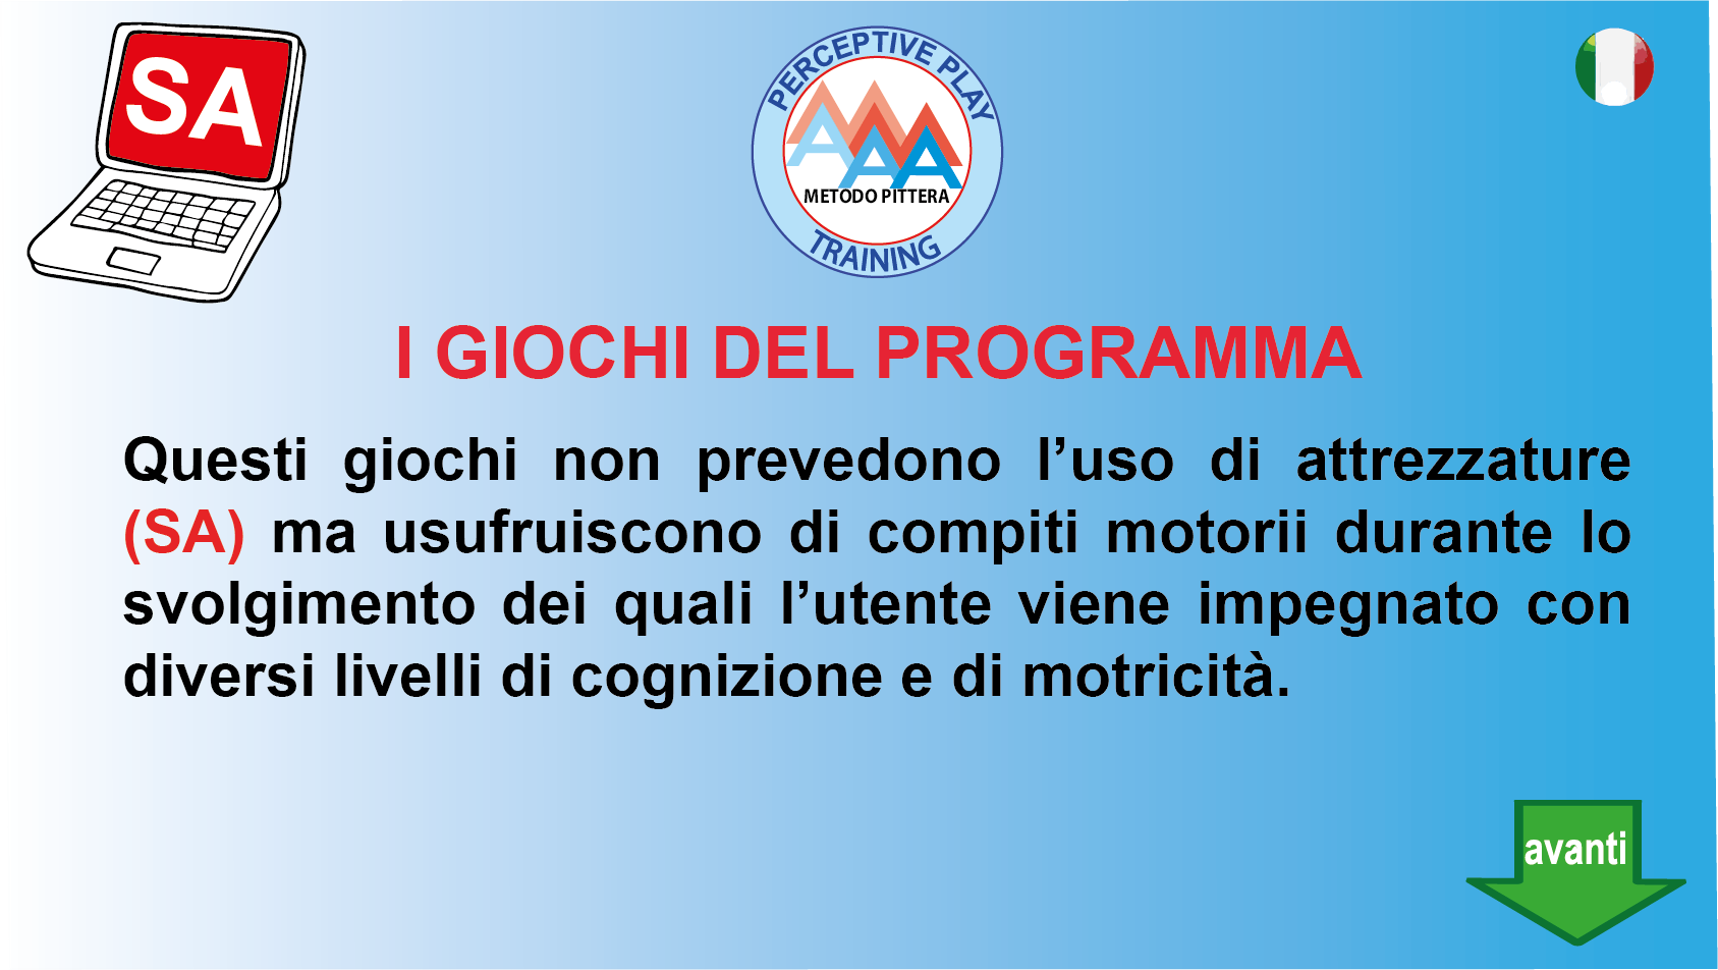 SA
PERCEPTIVE PLAY
AAA
METODO PITTERA
TRAINING
I GIOCHI DEL PROGRAMMA
Questi giochi non prevedono l’uso di attrezzature
(SA) ma usufruiscono di compiti motorii durante lo
svolgimento dei quali l’utente viene impegnato con
diversi livelli di cognizione e di motricità.
avanti